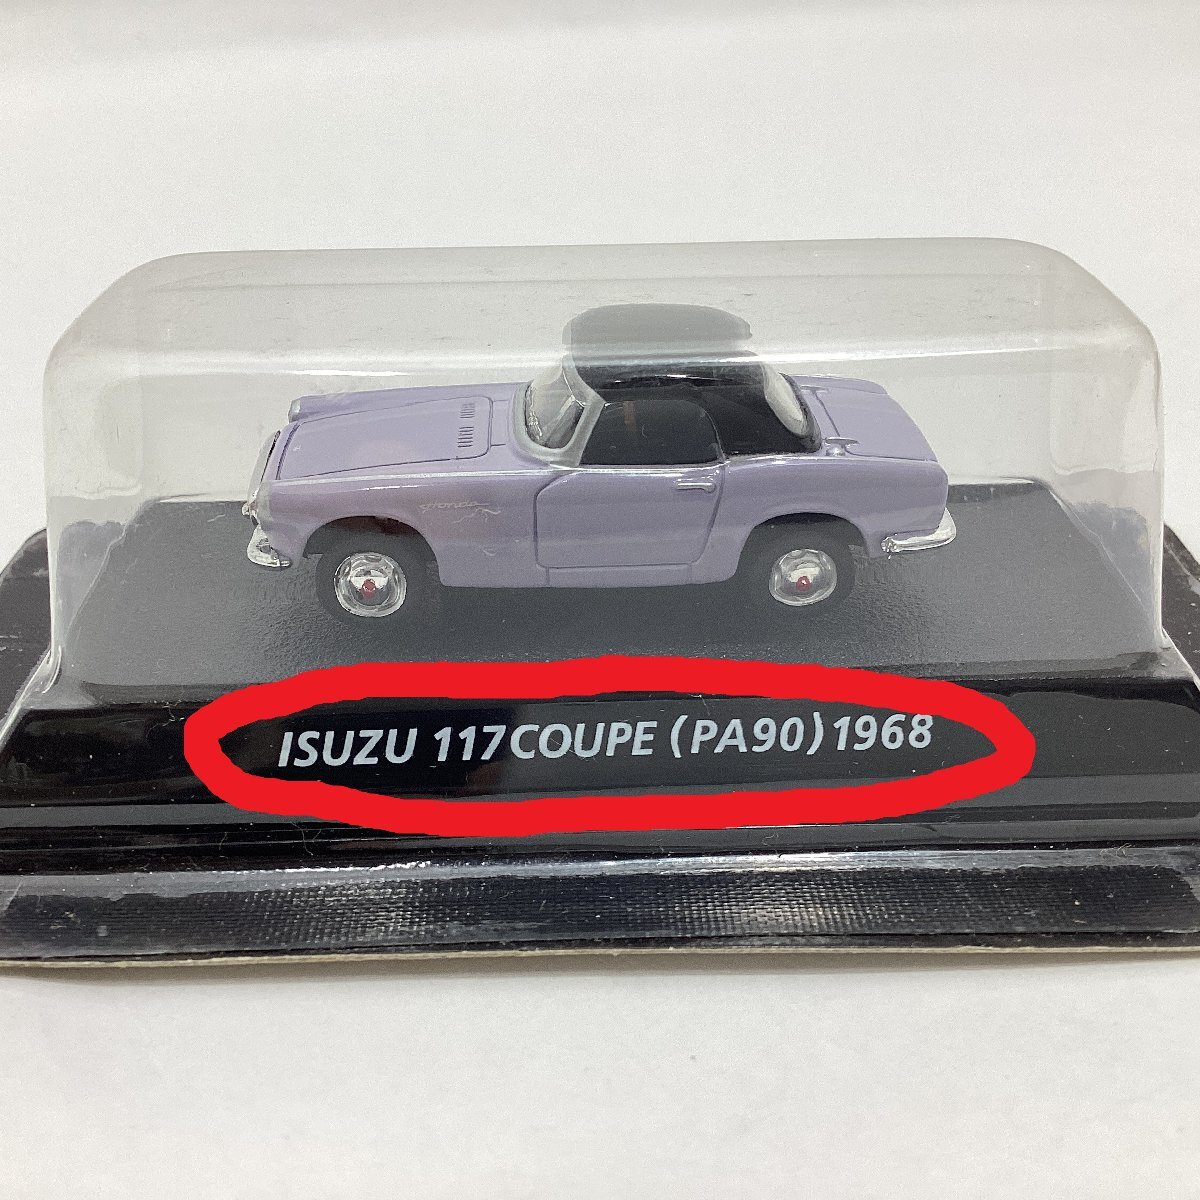 ISUZU 117COUPE (PA90) 1968